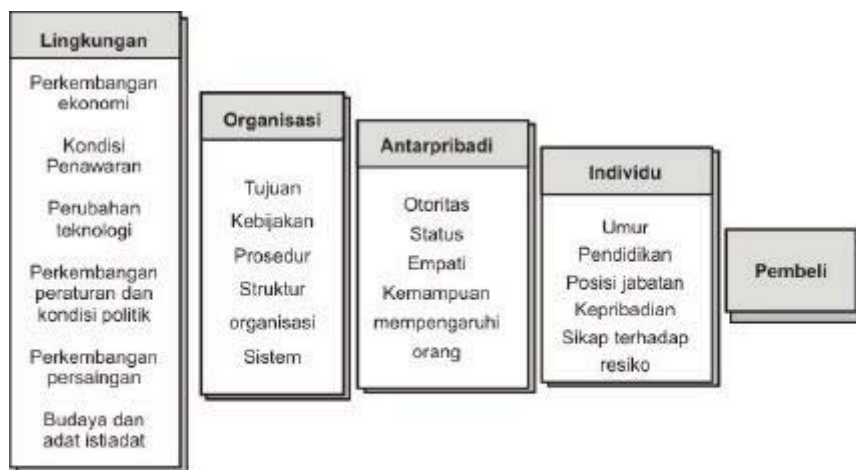 Lingkungan
Perkembangan
ekonomi
Kondisi
Penawaran
Perubahan
teknologi
Perkembangan
peraturan dan
kondisi politik
Perkembangan
persaingan
Budaya dan
adat istiadat
Organisasi
Tujuan
Kebijakan
Prosedur
Struktur
organisasi
Sistem
Antarpribadi
Otoritas
Status
Empati
Kemampuan
mempengaruhi
orang
Individu
Umur
Pendidikan
Posisi jabatan
Kepribadian
Sikap terhadap
resiko
Pembeli